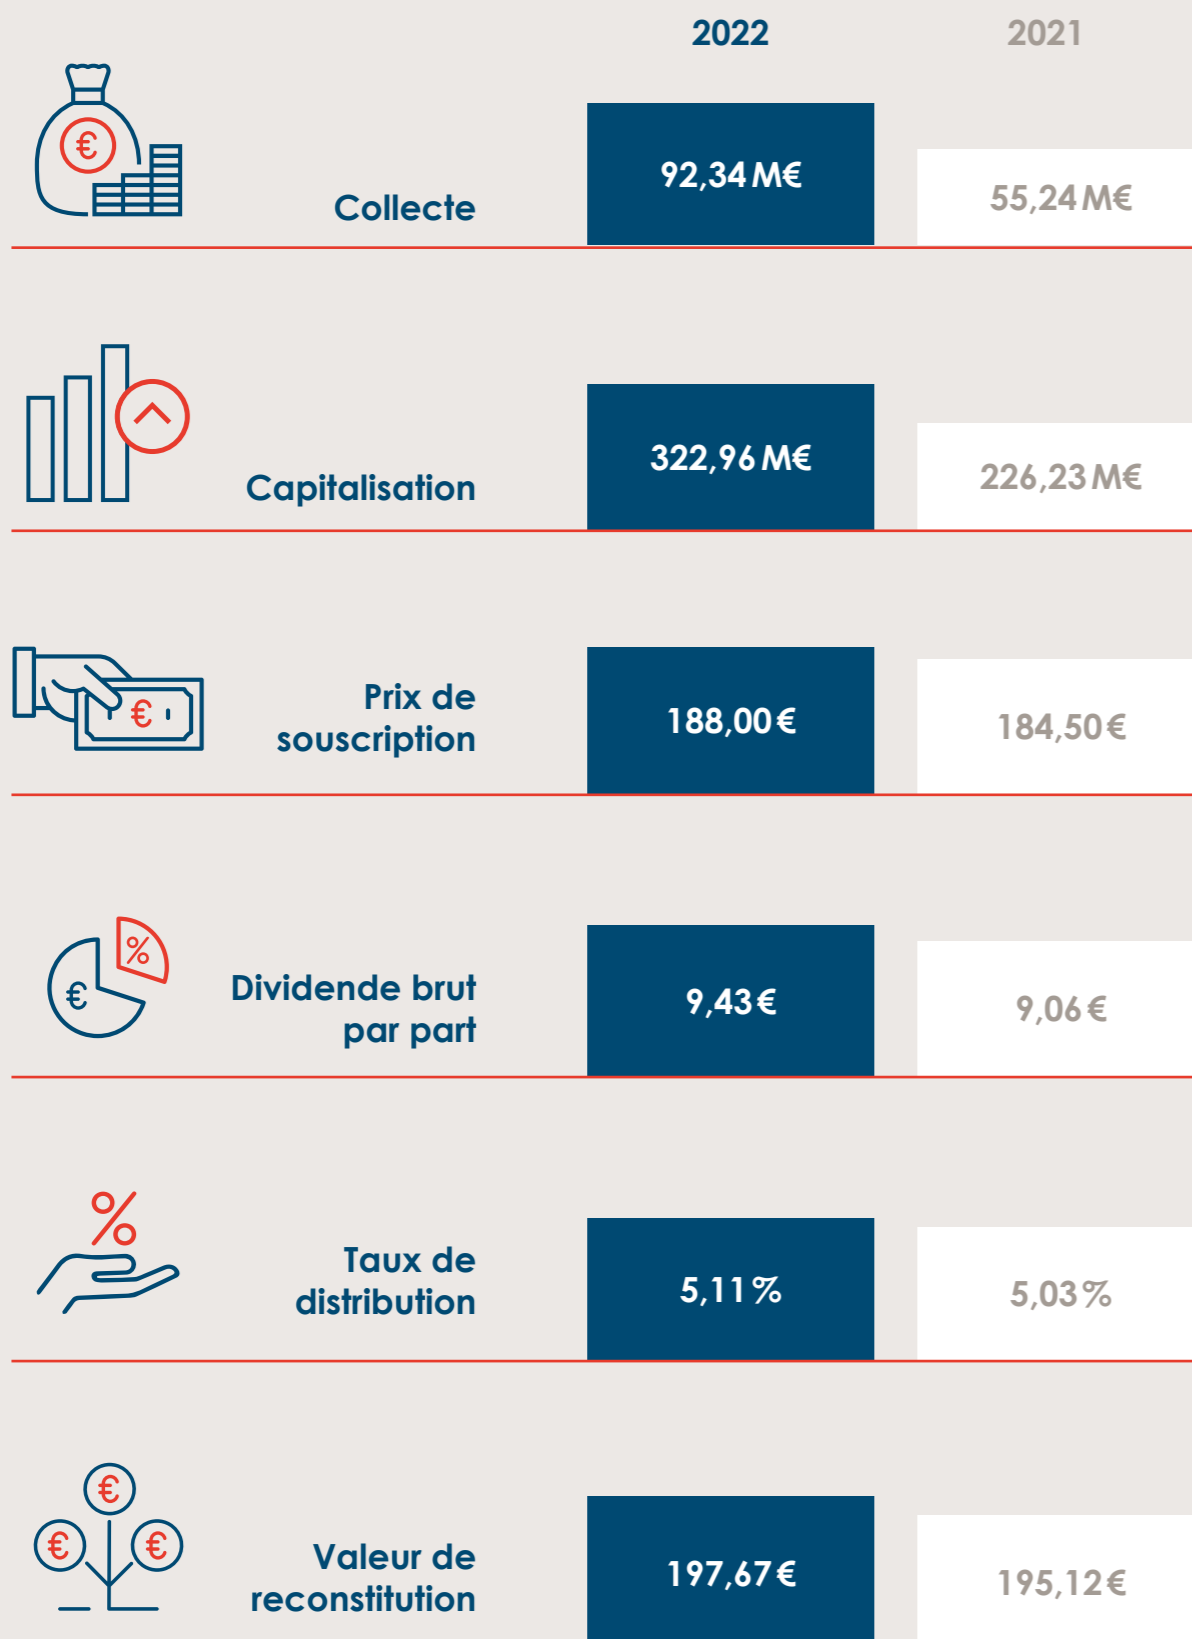 2022 2021
€
Collecte 92,34 M€ 55,24 M€
Capitalisation 322,96 M€ 226,23 M€
€
Prix de
souscription 188,00 € 184,50 €
% €
Dividende brut
par part 9,43 € 9,06 €
%
Taux de
distribution 5,11 % 5,03 %
€
€ €
Valeur de
reconstitution 197,67 € 195,12 €